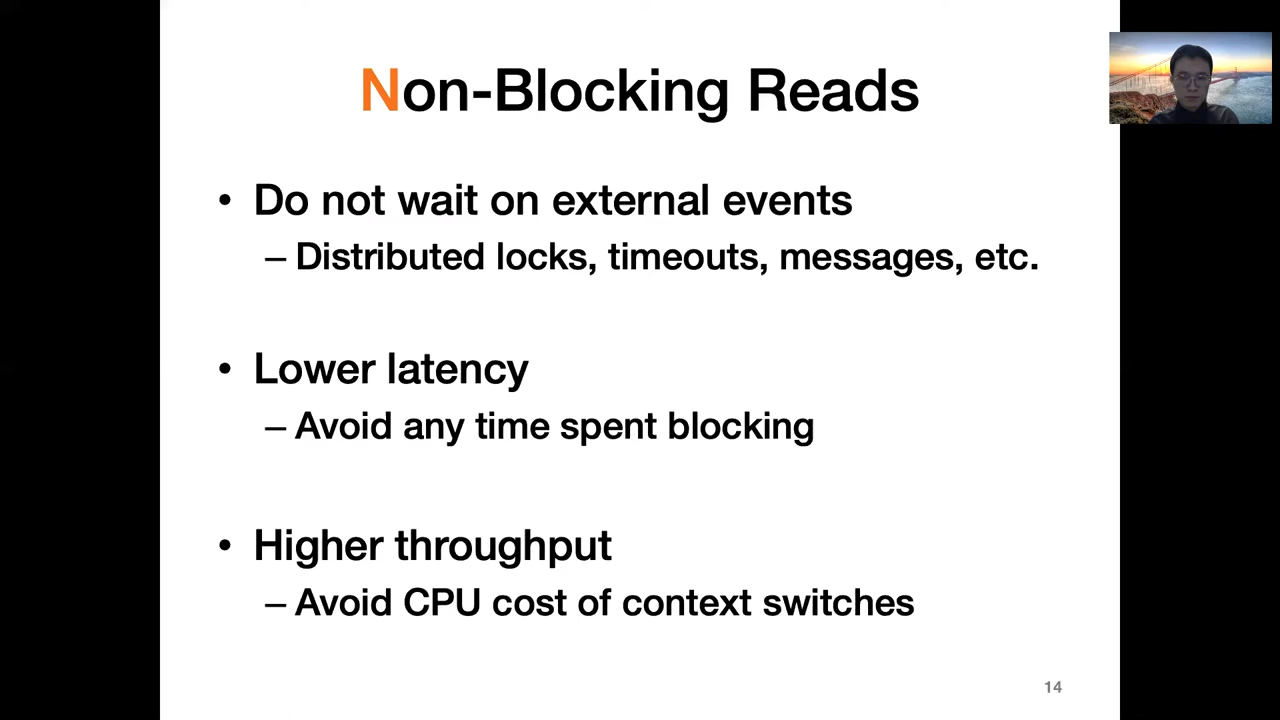 Non-Blocking Reads
• Do not wait on external events
– Distributed locks, timeouts, messages, etc.
• Lower latency
– Avoid any time spent blocking
• Higher throughput
– Avoid CPU cost of context switches
14